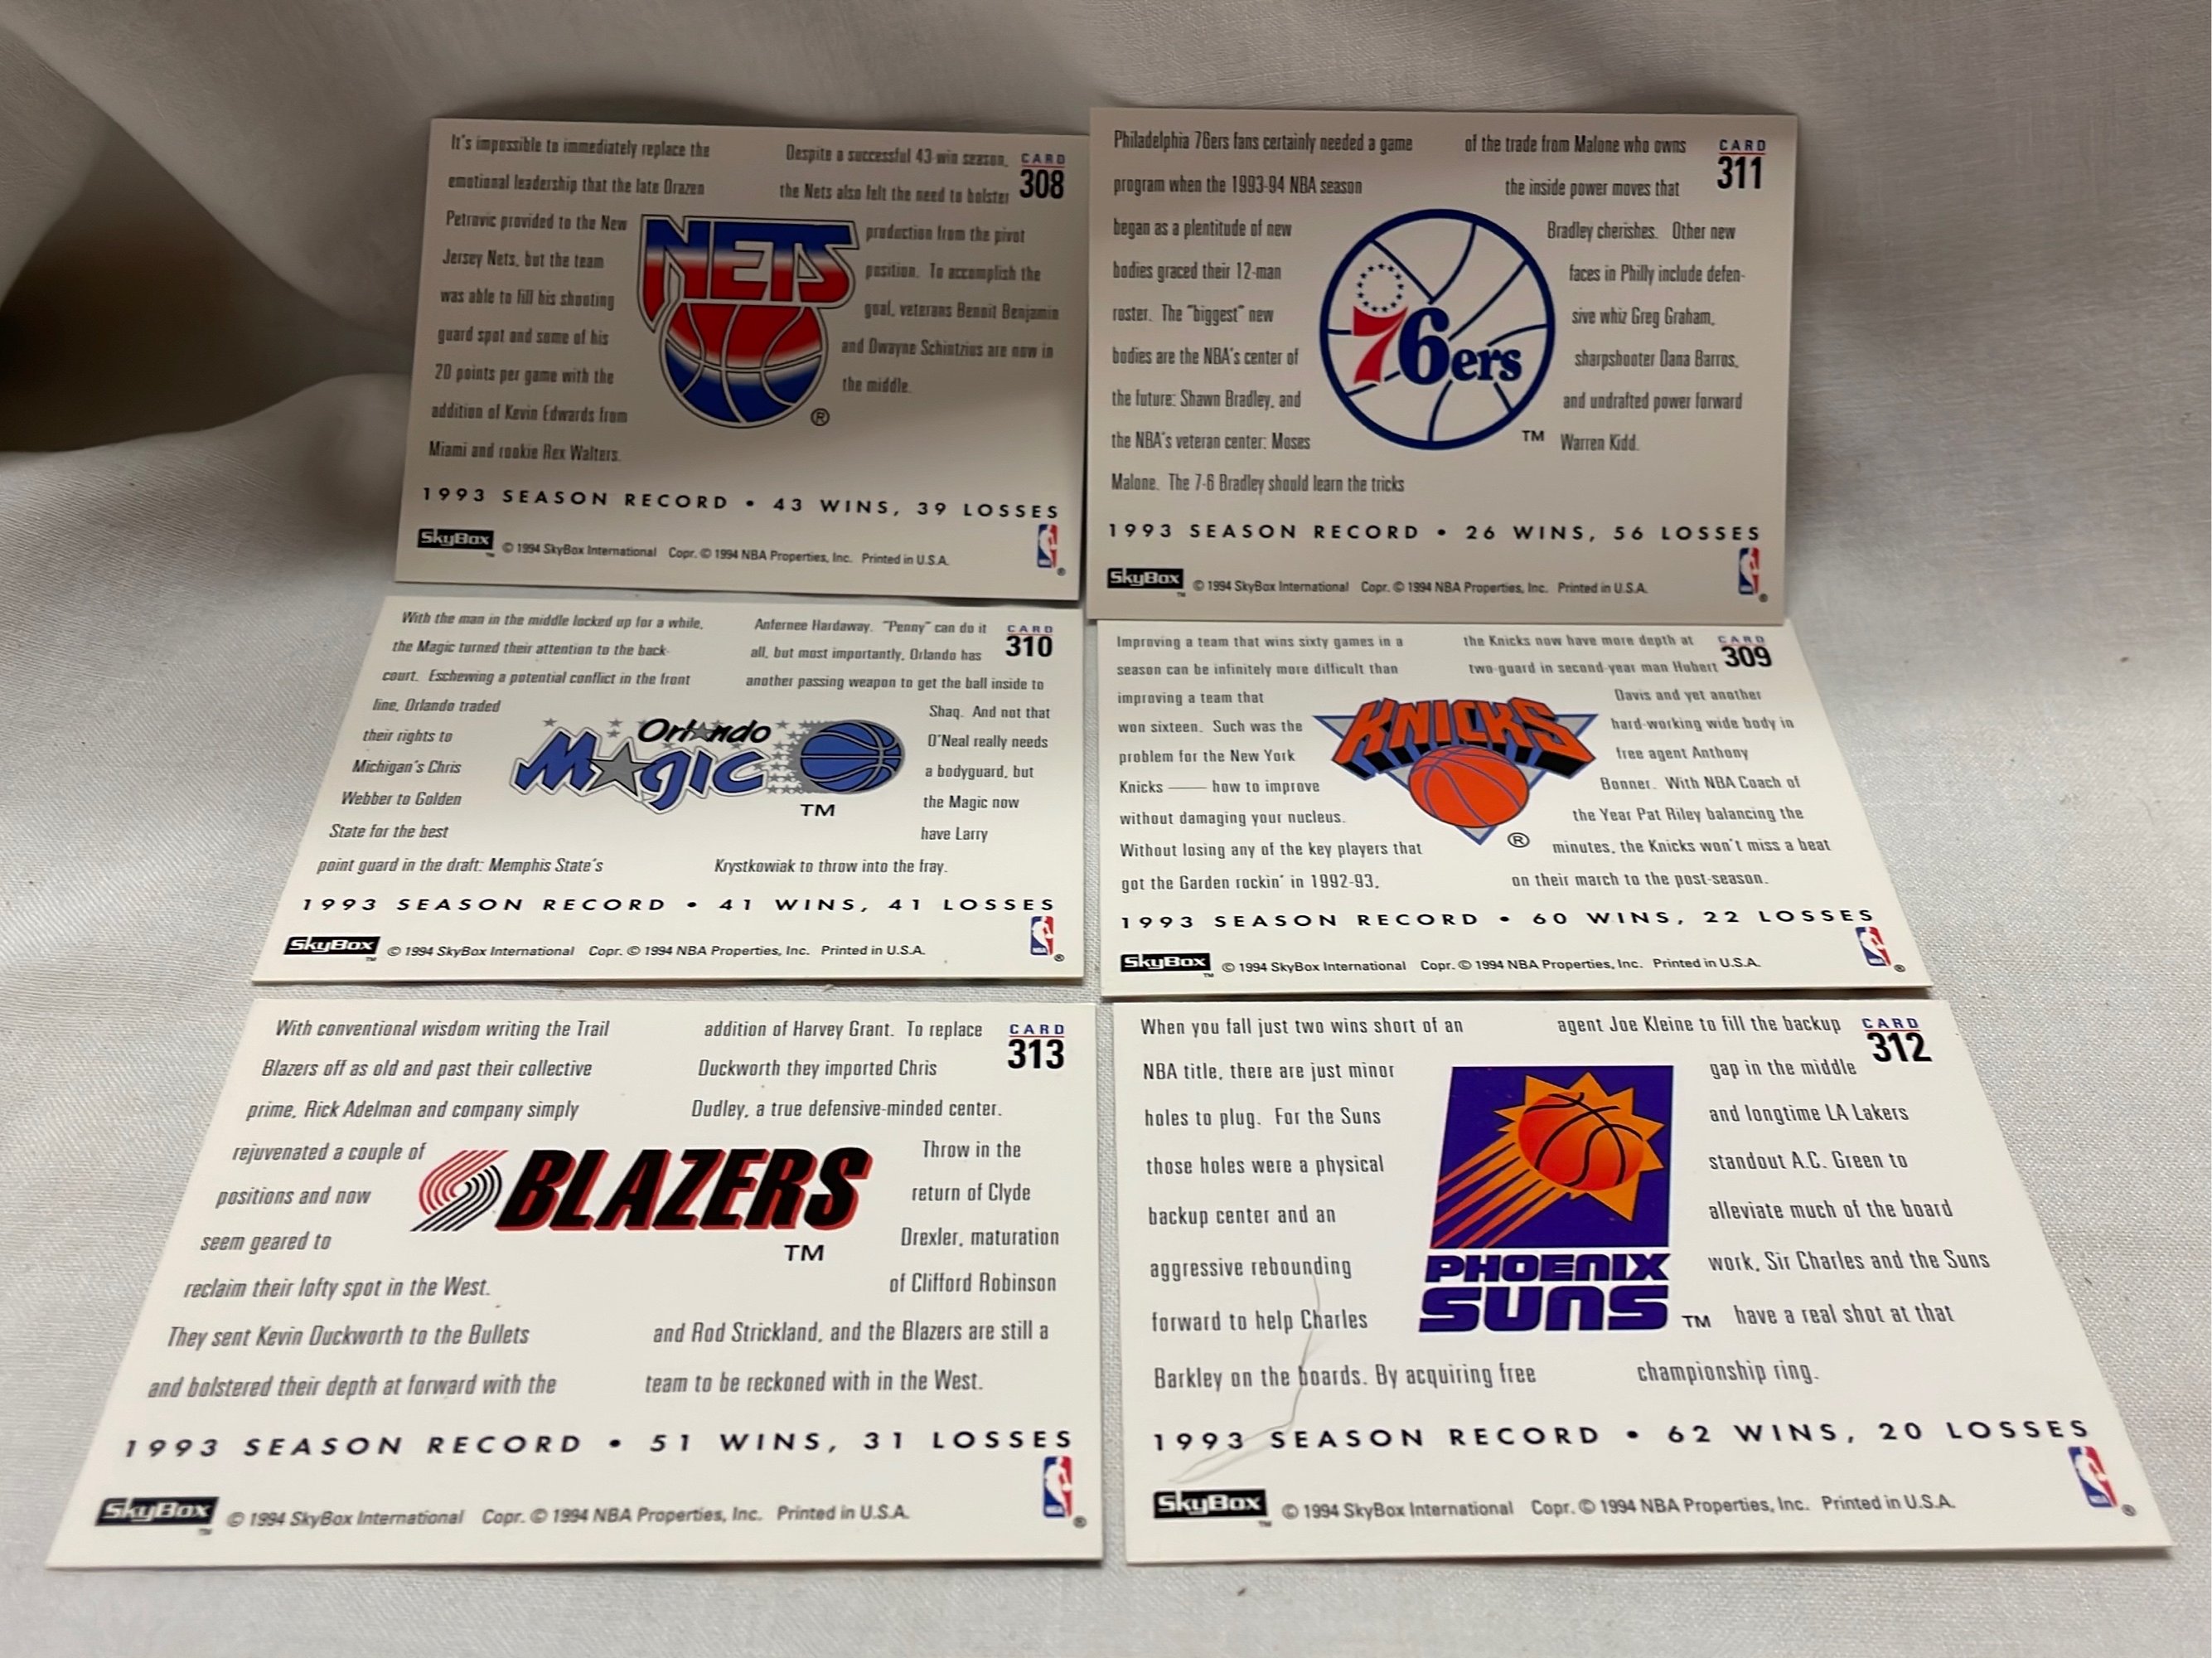 It's impossible to immediately replace the
emotional leadership that the late Drazen
Petrovic provided to the New
Jersey Nets, but the team
was able to fill his shooting
guard spot and some of his
20 points per game with the
addition of Kevin Edwards from
Miami and rookie Rex Walters.
Despite a successful 43-win season,
the Nets also felt the need to bolster
production from the pivot
position. To accomplish the
goal, veterans Benoit Benjamin
and Dwayne Schintzius are now in
the middle.
CARD
308
NETS
®
1993 SEASON RECORD • 43 WINS, 39 LOSSES
SkyBox™ © 1994 SkyBox International Copr. © 1994 NBA Properties, Inc. Printed in U.S.A.
®
Philadelphia 76ers fans certainly needed a game
program when the 1993-94 NBA season
began as a plentitude of new
bodies graced their 12-man
roster. The "biggest" new
bodies are the NBA's center of
the future: Shawn Bradley, and
the NBA's veteran center: Moses
Malone. The 7-6 Bradley should learn the tricks
of the trade from Malone who owns
the inside power moves that
Bradley cherishes. Other new
faces in Philly include defen-
sive whiz Greg Graham,
sharpshooter Dana Barros,
and undrafted power forward
Warren Kidd.
CARD
311
76ers
TM
1993 SEASON RECORD • 26 WINS, 56 LOSSES
SkyBox™ © 1994 SkyBox International Copr. © 1994 NBA Properties, Inc. Printed in U.S.A.
®
With the man in the middle locked up for a while,
the Magic turned their attention to the back-
court. Eschewing a potential conflict in the front
line, Orlando traded
their rights to
Michigan's Chris
Webber to Golden
State for the best
point guard in the draft: Memphis State's
Anfernee Hardaway. "Penny" can do it
all, but most importantly, Orlando has
another passing weapon to get the ball inside to
Shaq. And not that
O'Neal really needs
a bodyguard, but
the Magic now
have Larry
Krystkowiak to throw into the fray.
CARD
310
Orlando
Magic
TM
1993 SEASON RECORD • 41 WINS, 41 LOSSES
SkyBox™ © 1994 SkyBox International Copr. © 1994 NBA Properties, Inc. Printed in U.S.A.
NBA ®
Improving a team that wins sixty games in a
season can be infinitely more difficult than
improving a team that
won sixteen. Such was the
problem for the New York
Knicks — how to improve
without damaging your nucleus.
Without losing any of the key players that
got the Garden rockin' in 1992-93,
the Knicks now have more depth at
two-guard in second-year man Hubert
Davis and yet another
hard-working wide body in
free agent Anthony
Bonner. With NBA Coach of
the Year Pat Riley balancing the
minutes, the Knicks won't miss a beat
on their march to the post-season.
CARD
309
KNICKS
®
1993 SEASON RECORD • 60 WINS, 22 LOSSES
SkyBox™ © 1994 SkyBox International Copr. © 1994 NBA Properties, Inc. Printed in U.S.A.
NBA ®
With conventional wisdom writing the Trail
Blazers off as old and past their collective
prime, Rick Adelman and company simply
rejuvenated a couple of
positions and now
seem geared to
reclaim their lofty spot in the West.
They sent Kevin Duckworth to the Bullets
and bolstered their depth at forward with the
addition of Harvey Grant. To replace
Duckworth they imported Chris
Dudley, a true defensive-minded center.
Throw in the
return of Clyde
Drexler, maturation
of Clifford Robinson
and Rod Strickland, and the Blazers are still a
team to be reckoned with in the West.
CARD
313
BLAZERS
TM
1993 SEASON RECORD • 51 WINS, 31 LOSSES
SkyBox™ © 1994 SkyBox International Copr. © 1994 NBA Properties, Inc. Printed in U.S.A.
NBA ®
When you fall just two wins short of an
NBA title, there are just minor
holes to plug. For the Suns
those holes were a physical
backup center and an
aggressive rebounding
forward to help Charles
Barkley on the boards. By acquiring free
agent Joe Kleine to fill the backup
gap in the middle
and longtime LA Lakers
standout A.C. Green to
alleviate much of the board
work, Sir Charles and the Suns
have a real shot at that
championship ring.
CARD
312
PHOENIX
SUNS
TM
1993 SEASON RECORD • 62 WINS, 20 LOSSES
SkyBox™ © 1994 SkyBox International Copr. © 1994 NBA Properties, Inc. Printed in U.S.A.
NBA ®